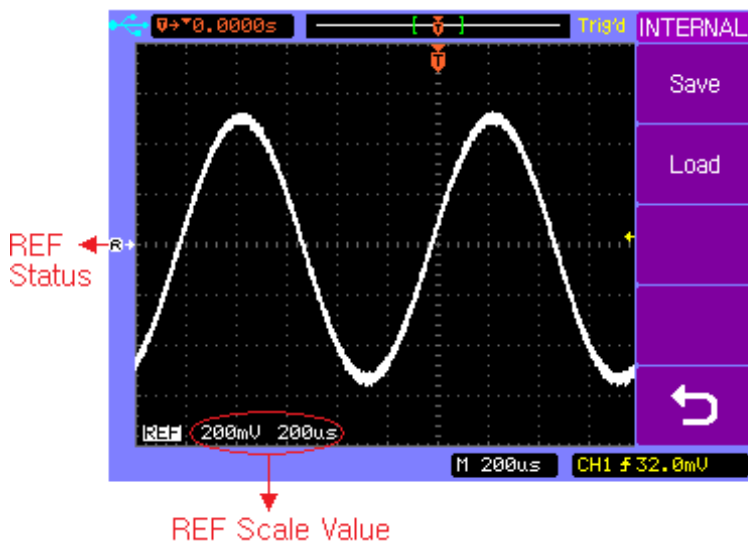 0.0000s
Trig'd
INTERNAL
T
T
Save
Load
REF
Status
R
REF 200mV 200us
M 200us
CH1 32.0mV
REF Scale Value